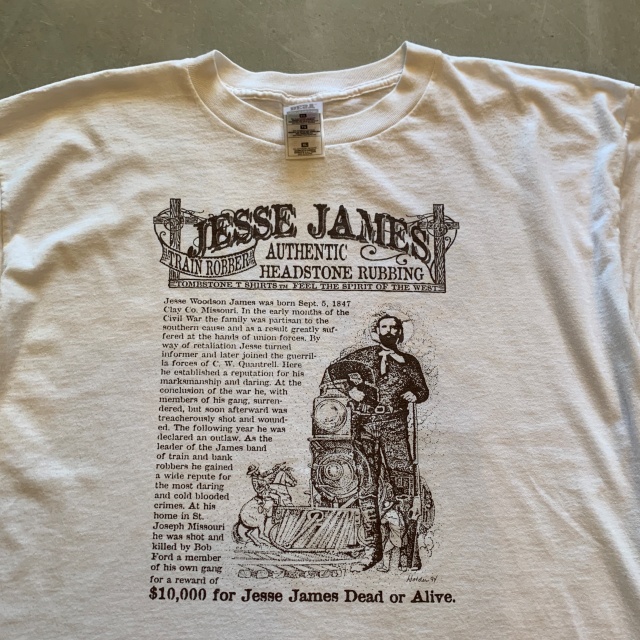 JESSE JAMES
TRAIN ROBBER
AUTHENTIC
HEADSTONE RUBBING
TOMBSTONE T SHIRTS TM FEEL THE SPIRIT OF THE WEST
Jesse Woodson James was born Sept. 5, 1847
Clay Co. Missouri. In the early months of the
Civil War the family was partisan to the
southern cause and as a result greatly suf-
fered at the hands of union forces. By
way of retaliation Jesse turned
informer and later joined the guerril-
la forces of C. W. Quantrell. Here
he established a reputation for his
marksmanship and daring. At the
conclusion of the war he, with
members of his gang, surren-
dered, but soon afterward was
treacherously shot and wound-
ed. The following year he was
declared an outlaw. As the
leader of the James band
of train and bank
robbers he gained
a wide repute for
the most daring
and cold blooded
crimes. At his
home in St.
Joseph Missouri
he was shot and
killed by Bob
Ford a member
of his own gang
for a reward of
$10,000 for Jesse James Dead or Alive.